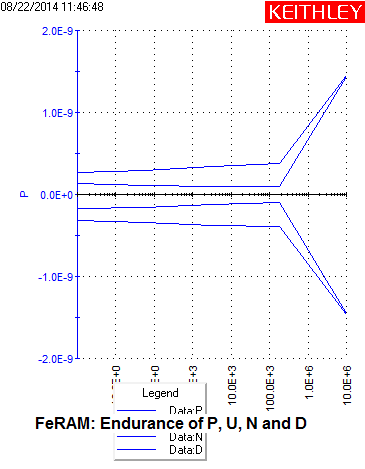 08/22/2014 11:46:48
KEITHLEY
2.0E-9
1.0E-9
0.0E+0
-1.0E-9
-2.0E-9
P
10.0E+3
100.0E+3
1.0E+6
10.0E+6
Legend
Data:P
FeRAM: Endurance of P, U, N and D
Data:N
Data:D